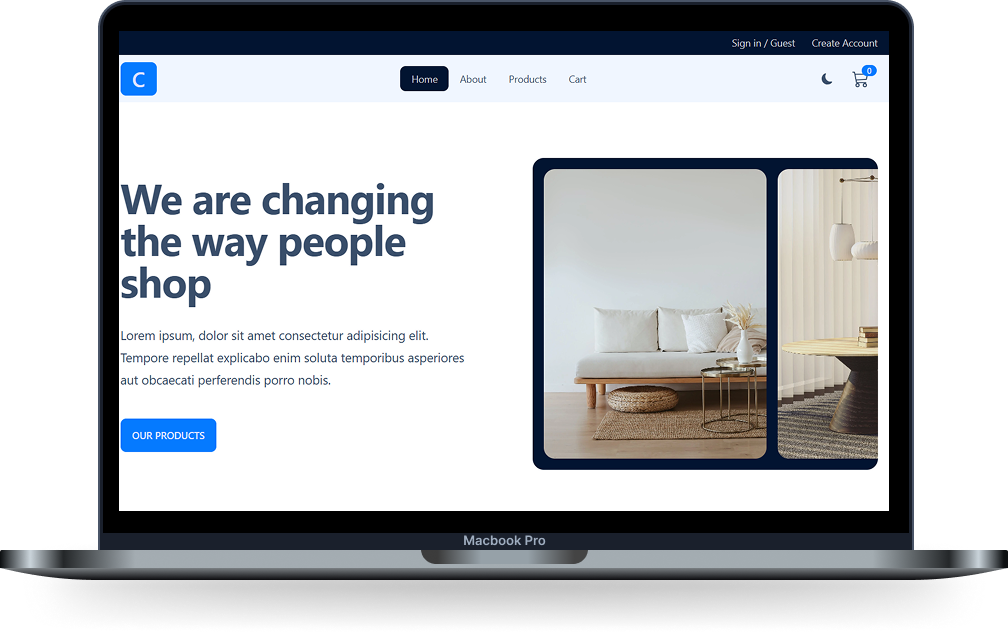 Sign in / Guest Create Account
C
Home About Products Cart
0
We are changing
the way people
shop
Lorem ipsum, dolor sit amet consectetur adipisicing elit.
Tempore repellat explicabo enim soluta temporibus asperiores
aut obcaecati perferendis porro nobis.
OUR PRODUCTS
Macbook Pro